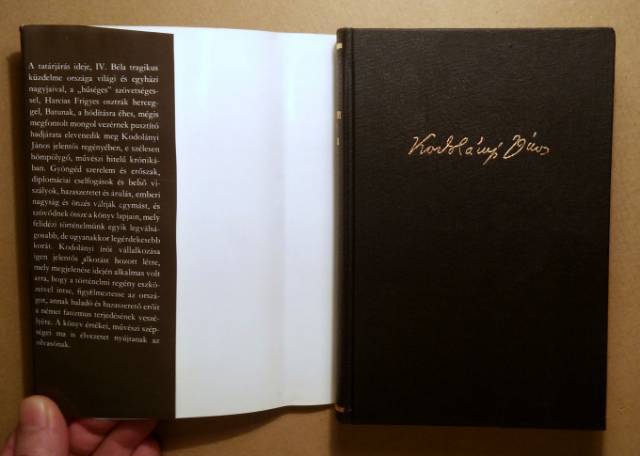 A tatárjárás ideje, IV. Béla tragikus
küzdelme országa világi és egyházi
nagyjaival, a „hűséges” szövetséges-
sel, Harcias Frigyes osztrák herceg-
gel, Batunak, a hódításra éhes, mégis
megfontolt mongol vezérnek pusztító
hadjárata elevenedik meg Kodolányi
János jelentős regényében, e szélesen
hömpölygő, művészi hitelű króniká-
ban. Gyöngéd szerelem és erőszak,
diplomáciai cselfogások és belső vi-
szályok, hazaszeretet és árulás, emberi
nagyság és önzés váltják egymást, és
szövődnek össze a könyv lapjain, mely
felidézi történelmünk egyik legválsá-
gosabb, de ugyanakkor legérdekesebb
korát. Kodolányi írói vállalkozása
igen jelentős alkotást hozott létre,
mely megjelenése idején alkalmas volt
arra, hogy a történelmi regény eszkö-
zeivel intse, figyelmeztesse az orszá-
got, annak haladó és hazaszerető erőit
a német fasizmus terjedésének veszé-
lyére. A könyv értékei, művészi szép-
ségei ma is élvezetet nyújtanak az
olvasónak.
Kodolányi János